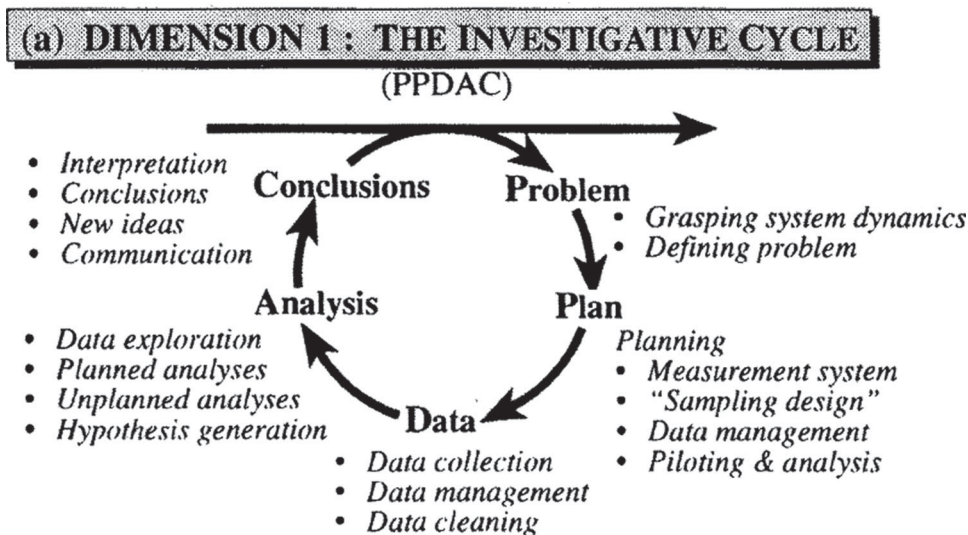 (a) DIMENSION 1 : THE INVESTIGATIVE CYCLE
(PPDAC)
• Interpretation
• Conclusions
• New ideas
• Communication
Conclusions
Problem
• Grasping system dynamics
• Defining problem
Analysis
Plan
• Data exploration
• Planned analyses
• Unplanned analyses
• Hypothesis generation
Planning
• Measurement system
• “Sampling design”
• Data management
• Piloting & analysis
Data
• Data collection
• Data management
• Data cleaning